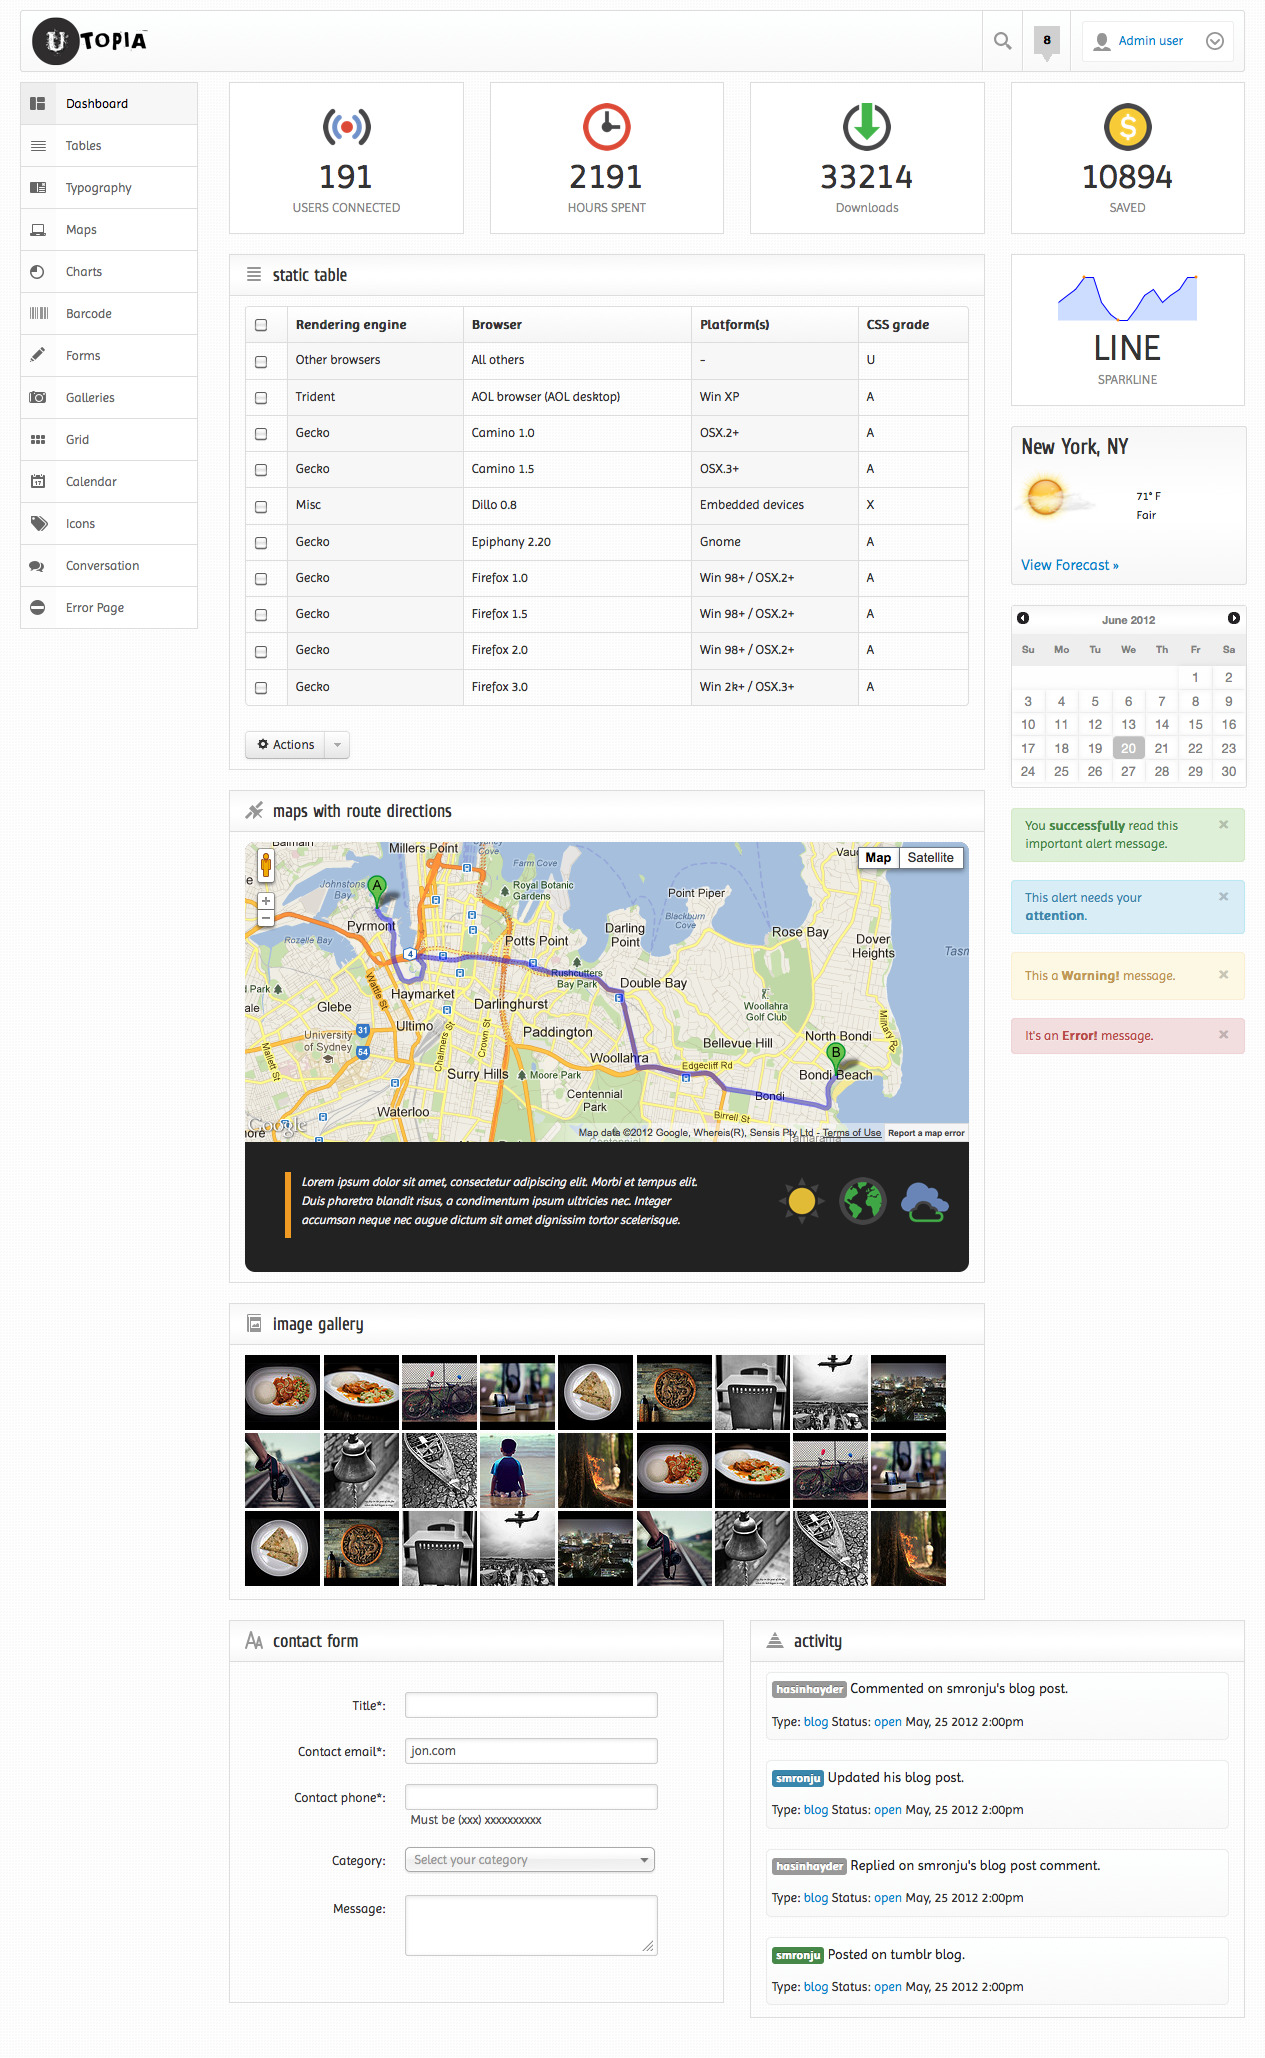 UTOPIA
8
Admin user
Dashboard
Tables
Typography
Maps
Charts
Barcode
Forms
Galleries
Grid
Calendar
Icons
Conversation
Error Page
191
USERS CONNECTED
2191
HOURS SPENT
33214
Downloads
10894
SAVED
static table
Rendering engine Browser Platform(s) CSS grade
Other browsers All others - U
Trident AOL browser (AOL desktop) Win XP A
Gecko Camino 1.0 OSX.2+ A
Gecko Camino 1.5 OSX.3+ A
Misc Dillo 0.8 Embedded devices X
Gecko Epiphany 2.20 Gnome A
Gecko Firefox 1.0 Win 98+ / OSX.2+ A
Gecko Firefox 1.5 Win 98+ / OSX.2+ A
Gecko Firefox 2.0 Win 98+ / OSX.2+ A
Gecko Firefox 3.0 Win 2k+ / OSX.3+ A
Actions
LINE
SPARKLINE
New York, NY
71° F
Fair
View Forecast »
June 2012
Su Mo Tu We Th Fr Sa
1 2
3 4 5 6 7 8 9
10 11 12 13 14 15 16
17 18 19 20 21 22 23
24 25 26 27 28 29 30
You successfully read this
important alert message.
×
This alert needs your
attention.
×
This a Warning! message.
×
It's an Error! message.
×
maps with route directions
Balmain
Millers Point
Farm Cove
Map
Satellite
Johnstons
Bay
A
Royal Botanic
Gardens
Point Piper
Pyrmont
Blackburn
Cove
Rozelle Bay
Potts Point
Darling
Point
Rose Bay
Dover
Heights
4
Rushcutters
Bay Park
Double Bay
Wattle St
Haymarket
Darlinghurst
Glebe
Woollahra
Golf Club
Military Rd
University
of Sydney
31
54
Ultimo
Chalmers St
Crown St
Paddington
North Bondi
Bellevue Hill
B
Mallett St
Surry Hills
Moore Park
Woollahra
Edgecliff Rd
Bondi Beach
Centennial
Park
Bondi
Waterloo
Birrell St
Google
Map data ©2012 Google, Whereis(R), Sensis Pty Ltd - Terms of Use
Report a map error
Tamarama
Lorem ipsum dolor sit amet, consectetur adipiscing elit. Morbi et tempus elit.
Duis pharetra blandit risus, a condimentum ipsum ultricies nec. Integer
accumsan neque nec augue dictum sit amet dignissim tortor scelerisque.
image gallery
contact form
Title*:
Contact email*:
jon.com
Contact phone*:
Must be (xxx) xxxxxxxxxx
Category:
Select your category
Message:
activity
hasinhayder Commented on smronju's blog post.
Type: blog Status: open May, 25 2012 2:00pm
smronju Updated his blog post.
Type: blog Status: open May, 25 2012 2:00pm
hasinhayder Replied on smronju's blog post comment.
Type: blog Status: open May, 25 2012 2:00pm
smronju Posted on tumblr blog.
Type: blog Status: open May, 25 2012 2:00pm